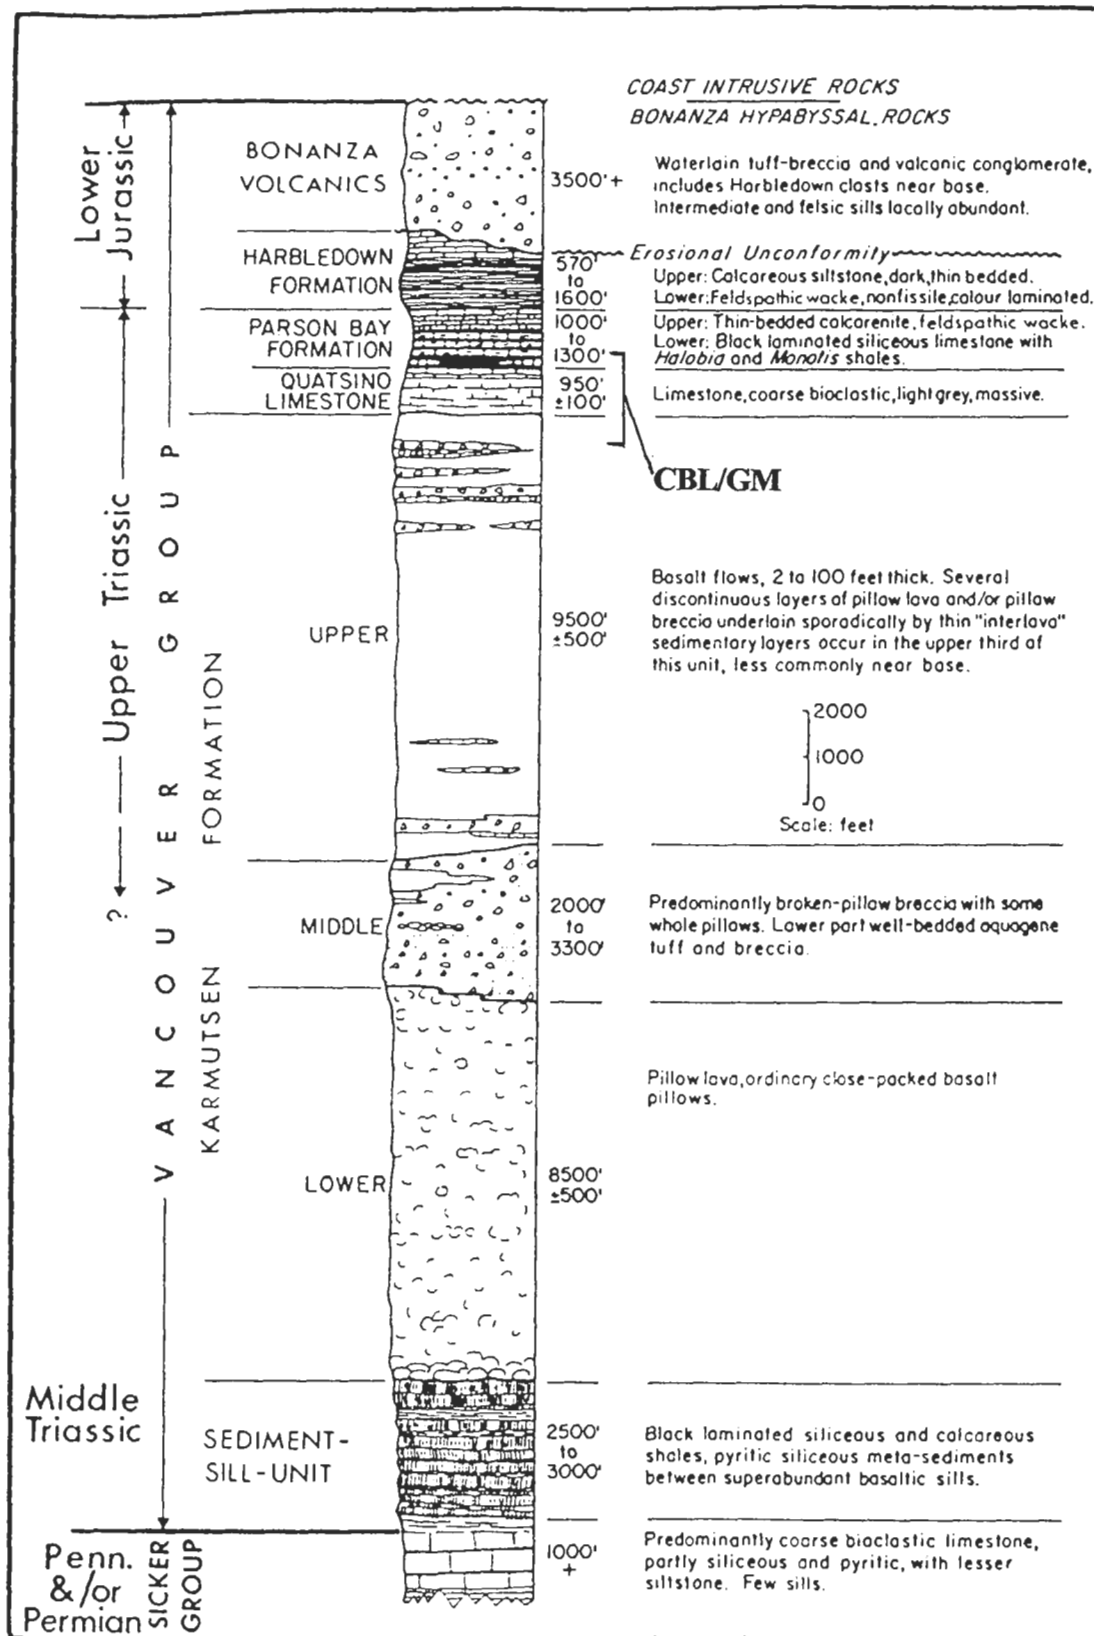 COAST INTRUSIVE ROCKS
BONANZA HYPABYSSAL ROCKS
Lower
Jurassic
BONANZA
VOLCANICS
3500'+
Waterlain tuff-breccia and volcanic conglomerate,
includes Harbledown clasts near base.
Intermediate and felsic sills locally abundant.
Erosional Unconformity
HARBLEDOWN
FORMATION
570'
to
1600'
Upper: Calcareous siltstone, dark, thin bedded.
Lower: Feldspathic wacke, nonfissile, colour laminated.
PARSON BAY
FORMATION
1000'
to
1300'
Upper: Thin-bedded calcarenite, feldspathic wacke.
Lower: Black laminated siliceous limestone with
Halobia and Monotis shales.
QUATSINO
LIMESTONE
950'
±100'
Limestone, coarse bioclastic, light grey, massive.
CBL/GM
Upper Triassic
?
VANCOUVER GROUP
KARMUTSEN FORMATION
UPPER
9500'
±500'
Basalt flows, 2 to 100 feet thick. Several
discontinuous layers of pillow lava and/or pillow
breccia underlain sporadically by thin "interlava"
sedimentary layers occur in the upper third of
this unit, less commonly near base.
2000
1000
0
Scale: feet
MIDDLE
2000'
to
3300'
Predominantly broken-pillow breccia with some
whole pillows. Lower part well-bedded aquagene
tuff and breccia.
LOWER
8500'
±500'
Pillow lava, ordinary close-packed basalt
pillows.
Middle
Triassic
SEDIMENT-
SILL-UNIT
2500'
to
3000'
Black laminated siliceous and calcareous
shales, pyritic siliceous meta-sediments
between superabundant basaltic sills.
Penn.
&/or
Permian
SICKER
GROUP
1000'
+
Predominantly coarse bioclastic limestone,
partly siliceous and pyritic, with lesser
siltstone. Few sills.